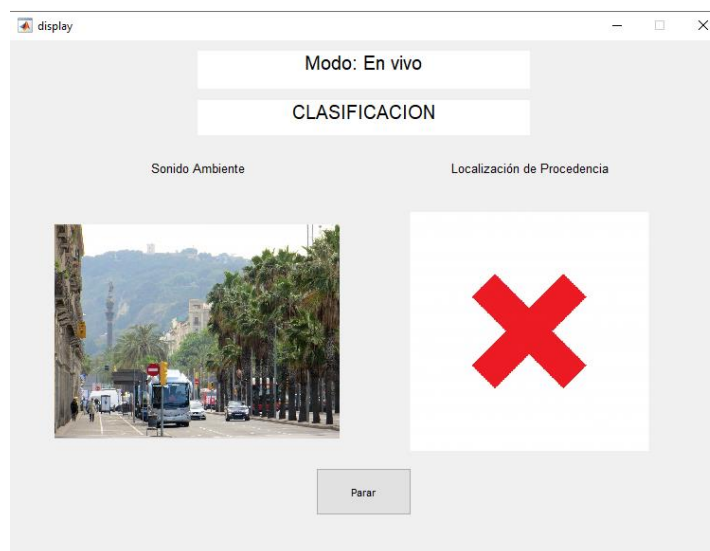 display
Modo: En vivo
CLASIFICACION
Sonido Ambiente
Localización de Procedencia
Parar